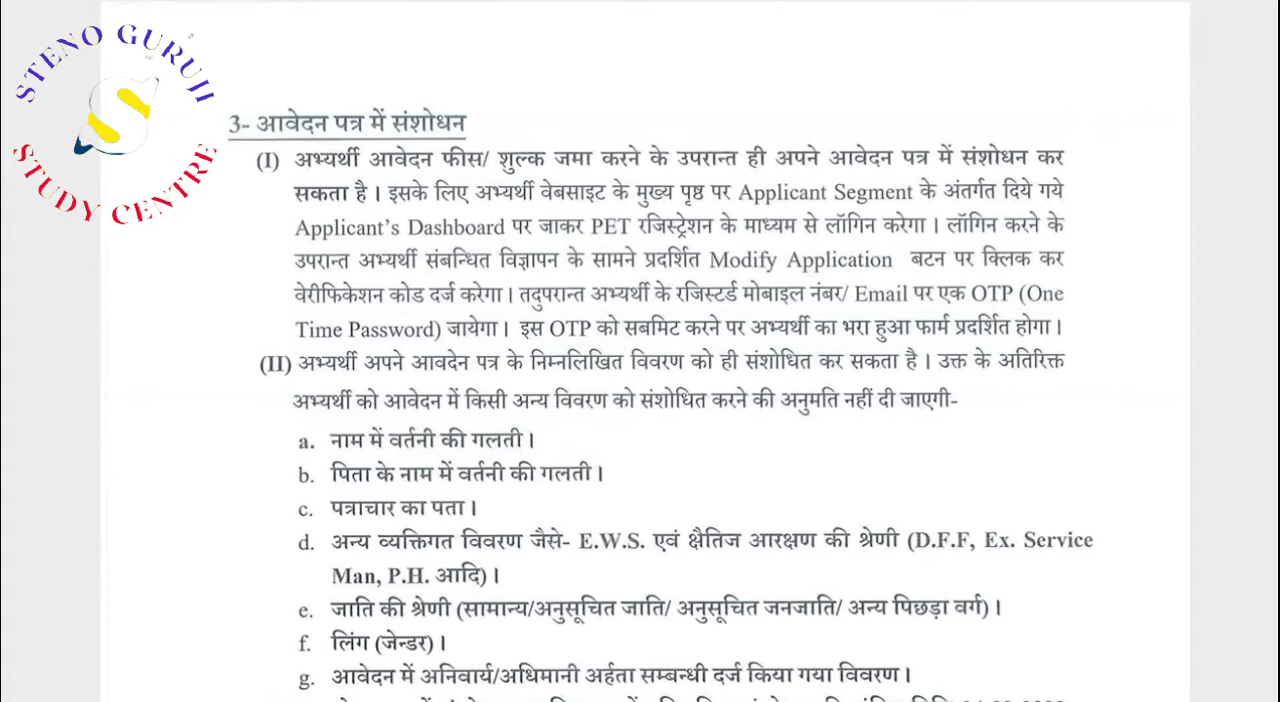 STENO GURUJI
STUDY CENTRE
3- आवेदन पत्र में संशोधन
(I) अभ्यर्थी आवेदन फीस/ शुल्क जमा करने के उपरान्त ही अपने आवेदन पत्र में संशोधन कर
सकता है। इसके लिए अभ्यर्थी वेबसाइट के मुख्य पृष्ठ पर Applicant Segment के अंतर्गत दिये गये
Applicant's Dashboard पर जाकर PET रजिस्ट्रेशन के माध्यम से लॉगिन करेगा। लॉगिन करने के
उपरान्त अभ्यर्थी संबन्धित विज्ञापन के सामने प्रदर्शित Modify Application बटन पर क्लिक कर
वेरीफिकेशन कोड दर्ज करेगा। तदुपरान्त अभ्यर्थी के रजिस्टर्ड मोबाइल नंबर/ Email पर एक OTP (One
Time Password) जायेगा। इस OTP को सबमिट करने पर अभ्यर्थी का भरा हुआ फार्म प्रदर्शित होगा।
(II) अभ्यर्थी अपने आवदेन पत्र के निम्नलिखित विवरण को ही संशोधित कर सकता है। उक्त के अतिरिक्त
अभ्यर्थी को आवेदन में किसी अन्य विवरण को संशोधित करने की अनुमति नहीं दी जाएगी-
a. नाम में वर्तनी की गलती।
b. पिता के नाम में वर्तनी की गलती।
c. पत्राचार का पता।
d. अन्य व्यक्तिगत विवरण जैसे- E.W.S. एवं क्षैतिज आरक्षण की श्रेणी (D.F.F, Ex. Service
Man, P.H. आदि)।
e. जाति की श्रेणी (सामान्य/अनुसूचित जाति/ अनुसूचित जनजाति/ अन्य पिछड़ा वर्ग)।
f. लिंग (जेन्डर)।
g. आवेदन में अनिवार्य/अधिमानी अर्हता सम्बन्धी दर्ज किया गया विवरण।